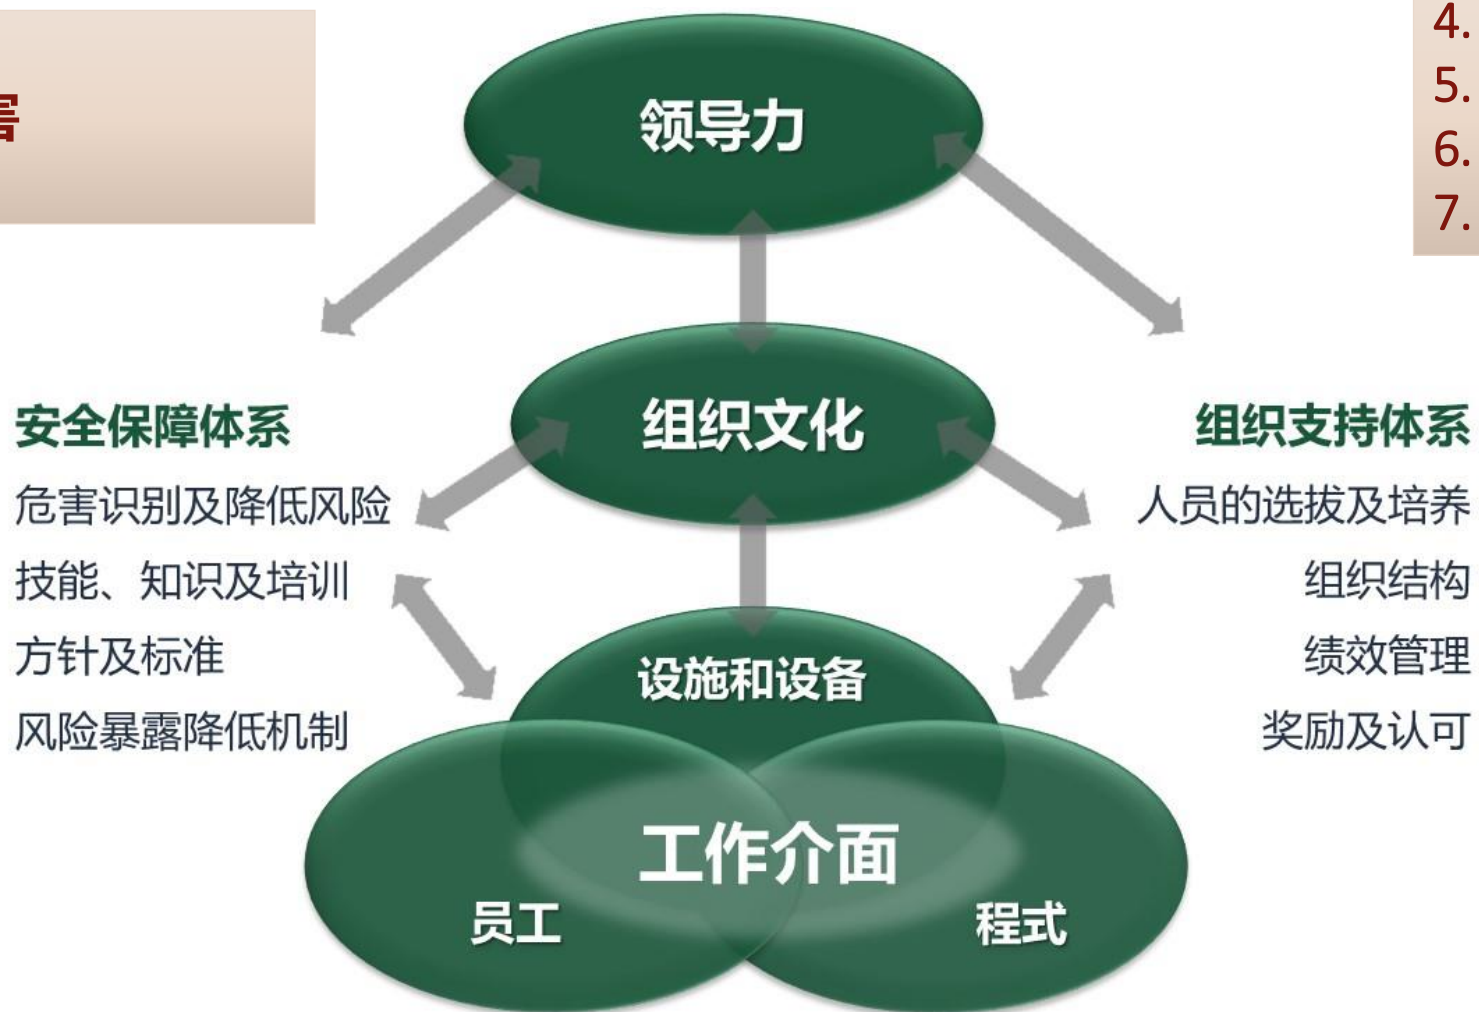 害
4.
5.
6.
7.
领导力
组织文化
安全保障体系
危害识别及降低风险
技能、知识及培训
方针及标准
风险暴露降低机制
组织支持体系
人员的选拔及培养
组织结构
绩效管理
奖励及认可
设施和设备
工作介面
员工
程式